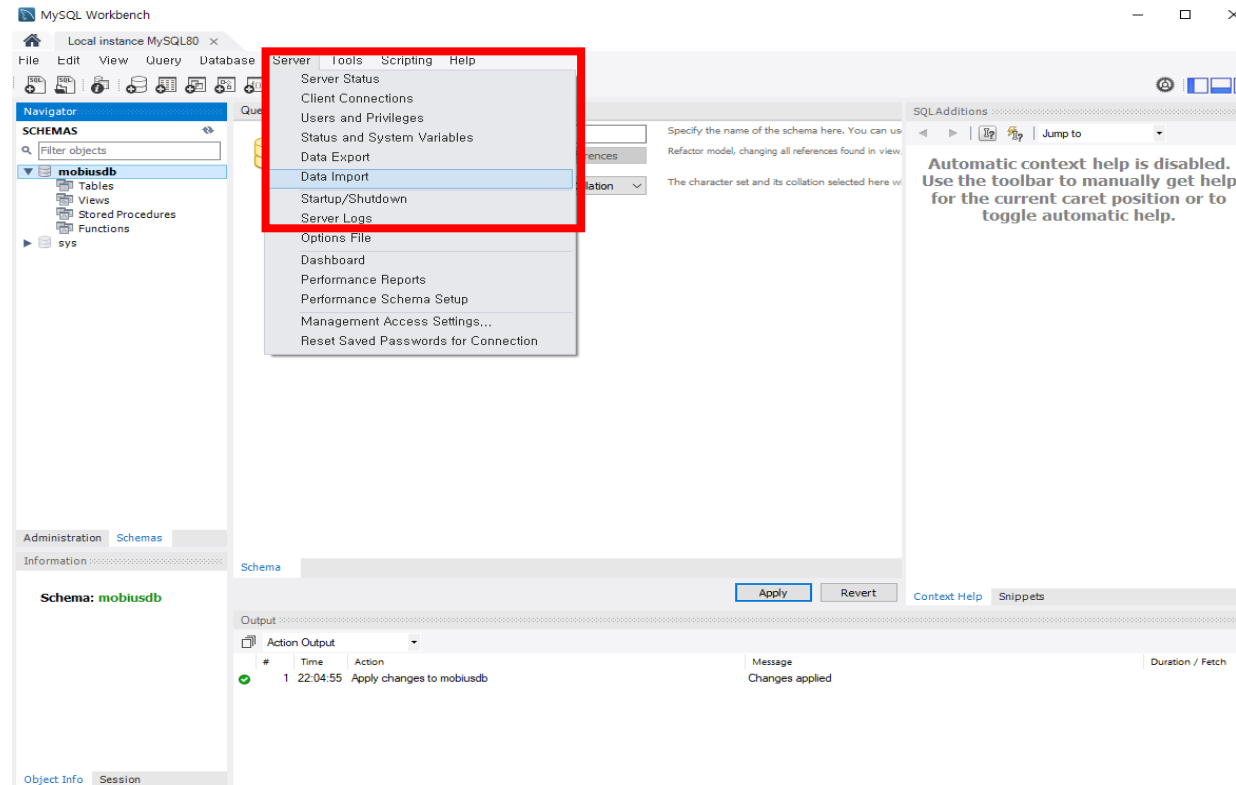 MySQL Workbench
Local instance MySQL80
File Edit View Query Database Server Tools Scripting Help
Server Status
Client Connections
Users and Privileges
Status and System Variables
Data Export
Data Import
Startup/Shutdown
Server Logs
Options File
Dashboard
Performance Reports
Performance Schema Setup
Management Access Settings...
Reset Saved Passwords for Connection
Navigator
SCHEMAS
Filter objects
mobiusdb
Tables
Views
Stored Procedures
Functions
sys
Administration Schemas
Information
Schema: mobiusdb
Object Info Session
Que
rences
lation
Specify the name of the schema here. You can us
Refactor model, changing all references found in view,
The character set and its collation selected here w
Schema
Apply Revert
SQLAdditions
Jump to
Automatic context help is disabled.
Use the toolbar to manually get help
for the current caret position or to
toggle automatic help.
Context Help Snippets
Output
Action Output
# Time Action Message Duration / Fetch
1 22:04:55 Apply changes to mobiusdb Changes applied